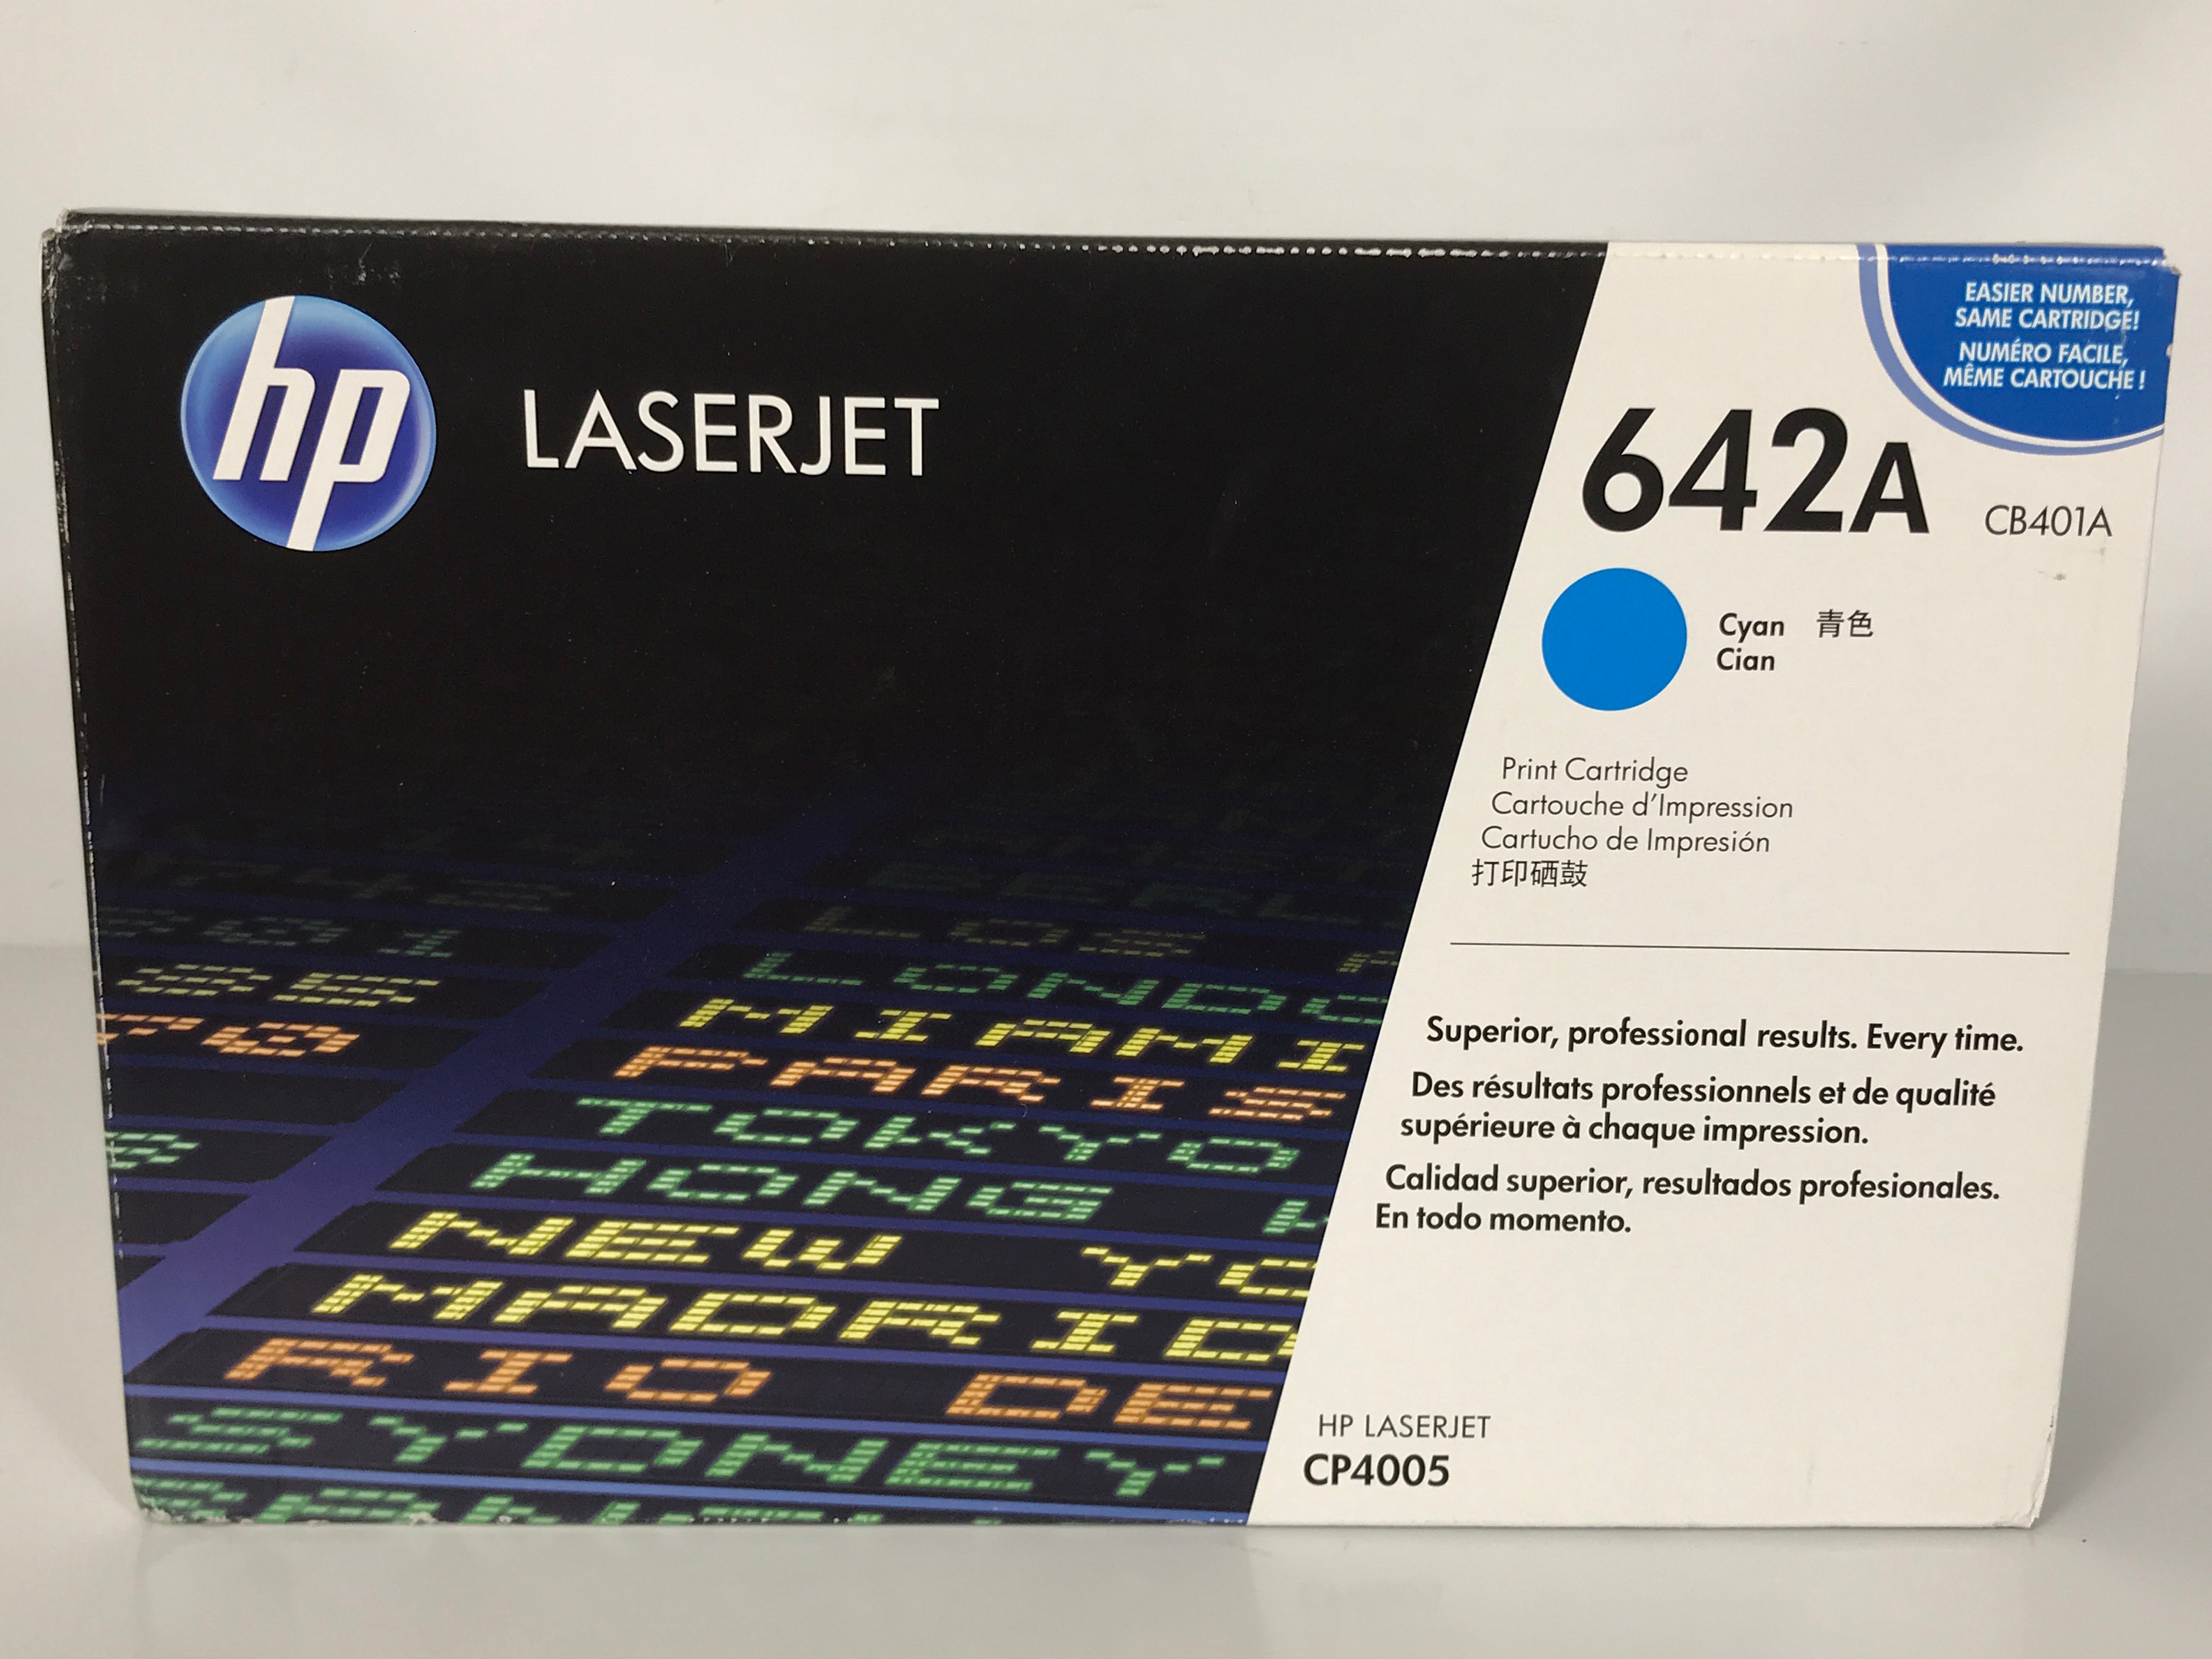 hp
LASERJET
EASIER NUMBER,
SAME CARTRIDGE!
NUMÉRO FACILE,
MÊME CARTOUCHE !
642A CB401A
Cyan 青色
Cian
Print Cartridge
Cartouche d'Impression
Cartucho de Impresión
打印硒鼓
Superior, professional results. Every time.
Des résultats professionnels et de qualité
supérieure à chaque impression.
Calidad superior, resultados profesionales.
En todo momento.
HP LASERJET
CP4005
LOS A
LONDO
MIAMI
70 PARIS
TOKYO
HONG K
NEW YO
MADRID
RIO DE
SYDNEY